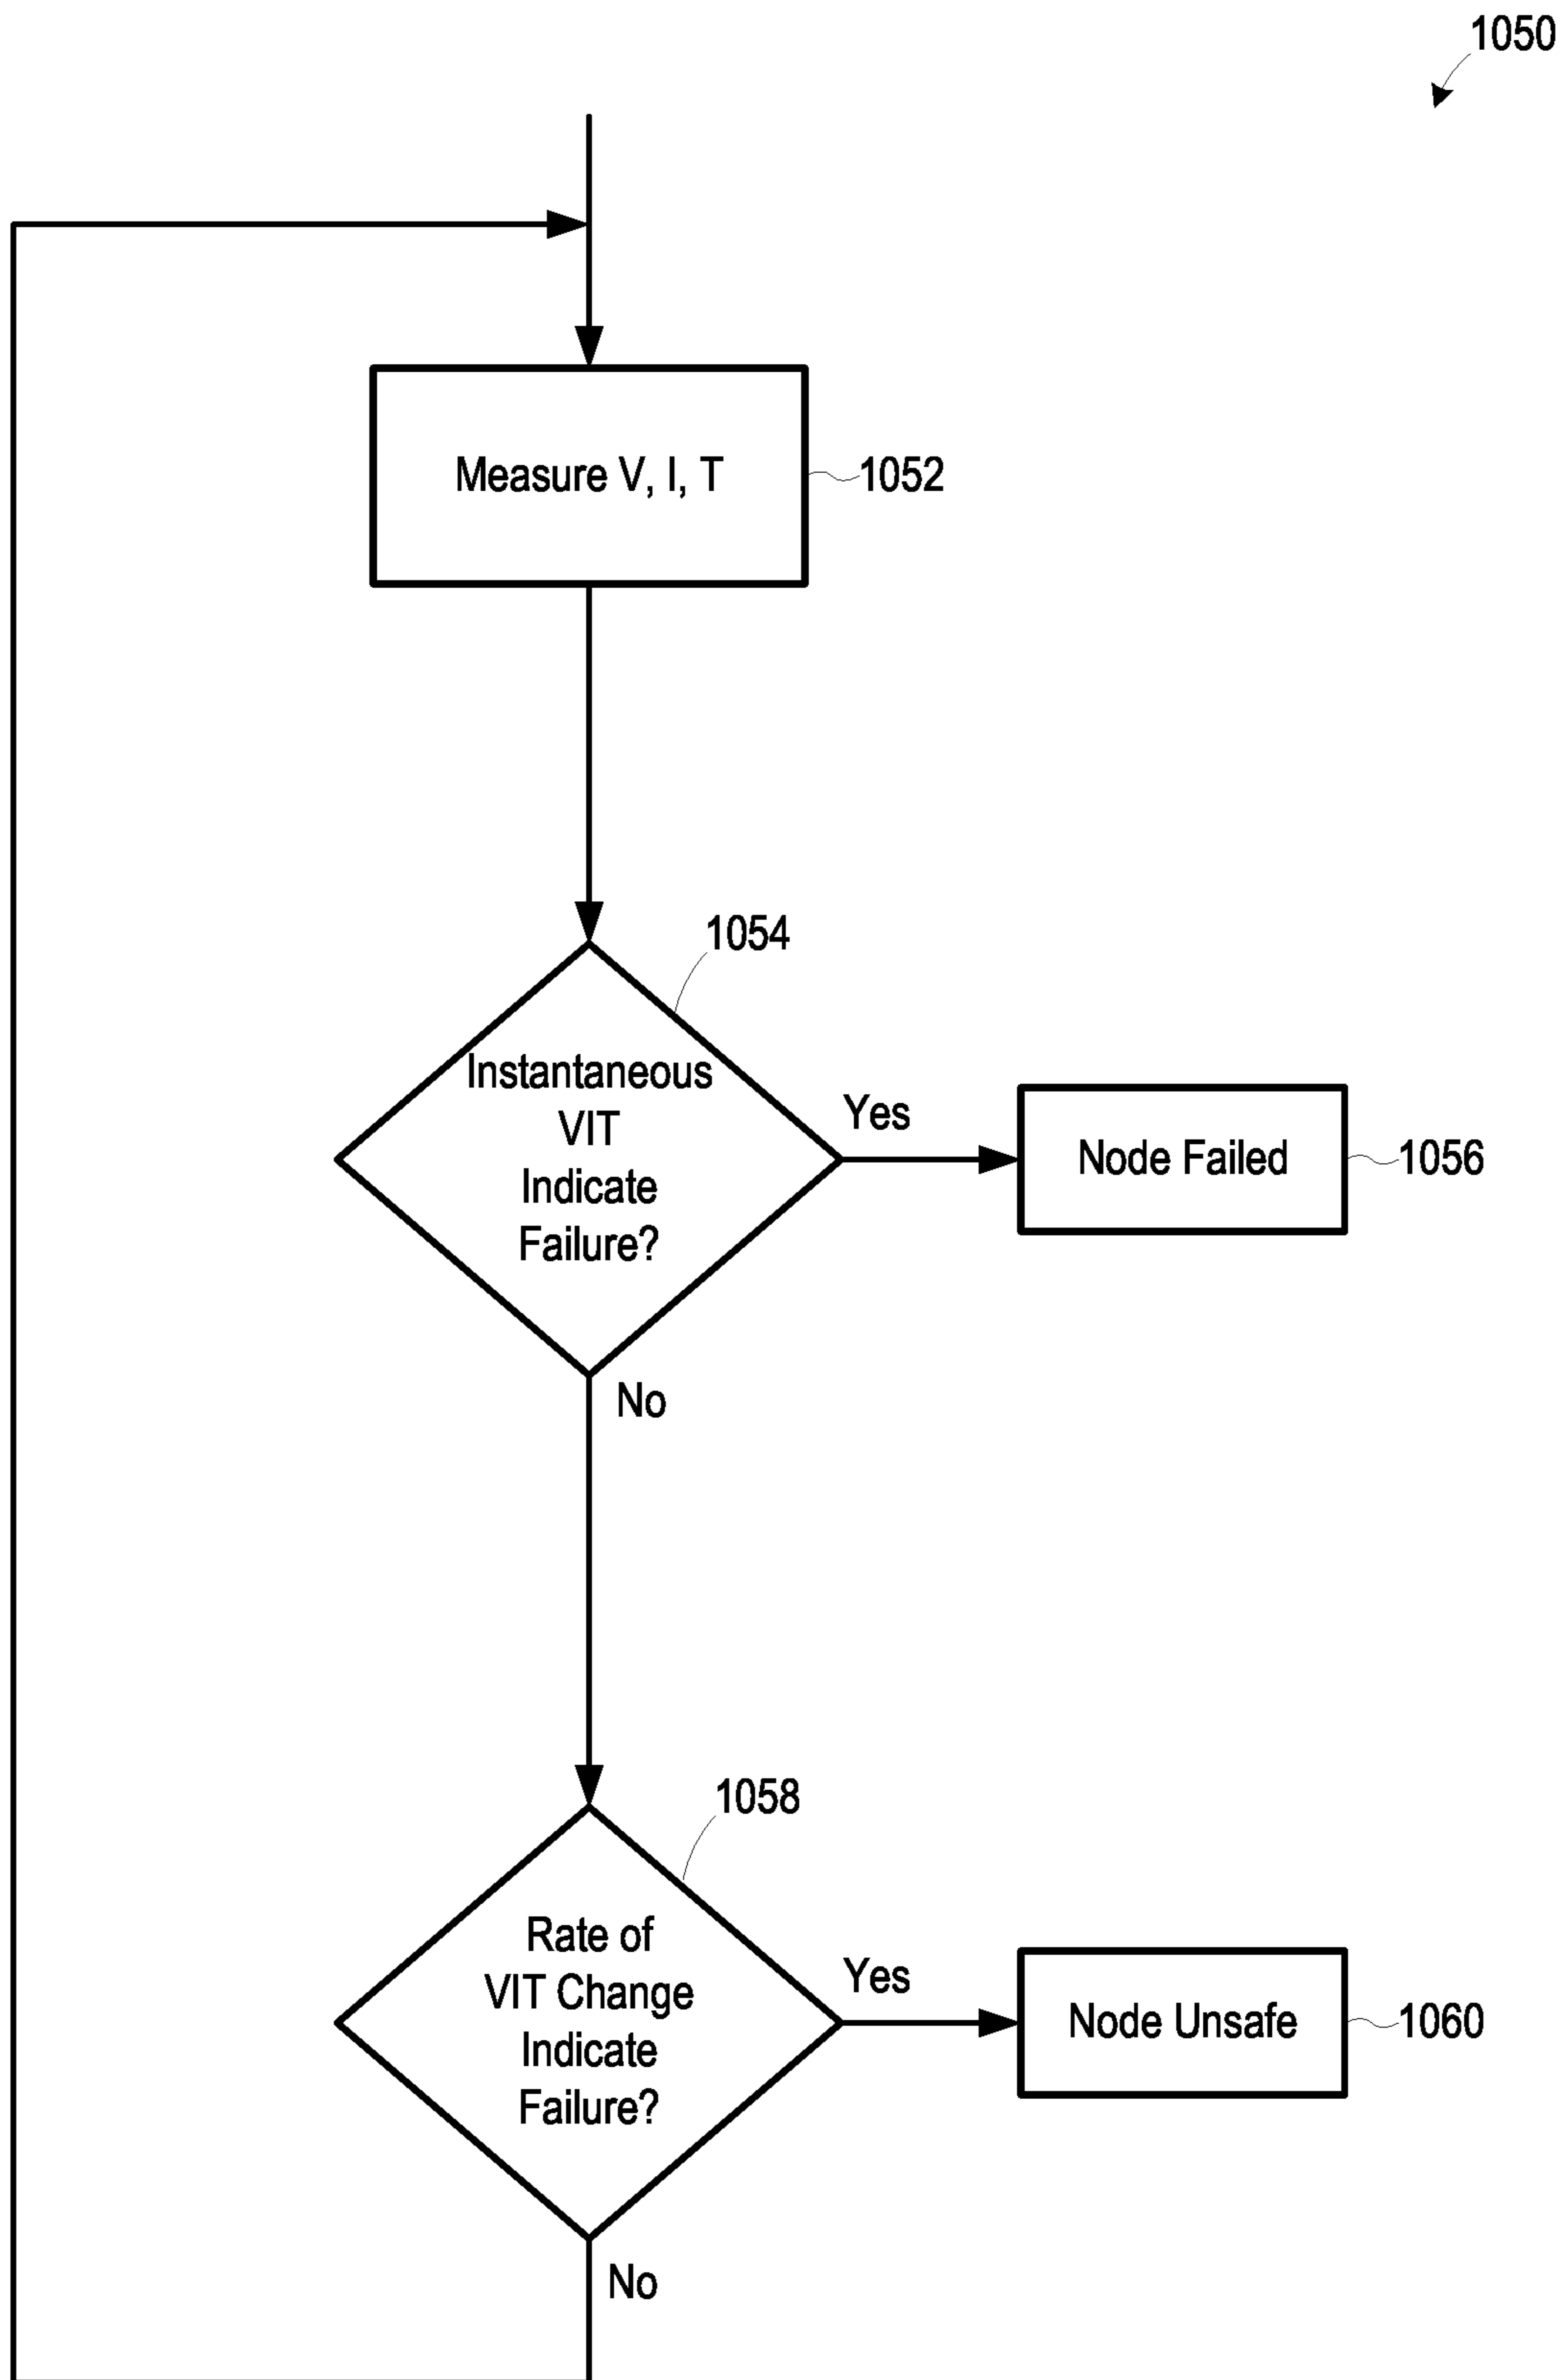 1050
Measure V, I, T
1052
1054
Instantaneous
VIT
Indicate
Failure?
Yes
Node Failed
1056
No
1058
Rate of
VIT Change
Indicate
Failure?
Yes
Node Unsafe
1060
No